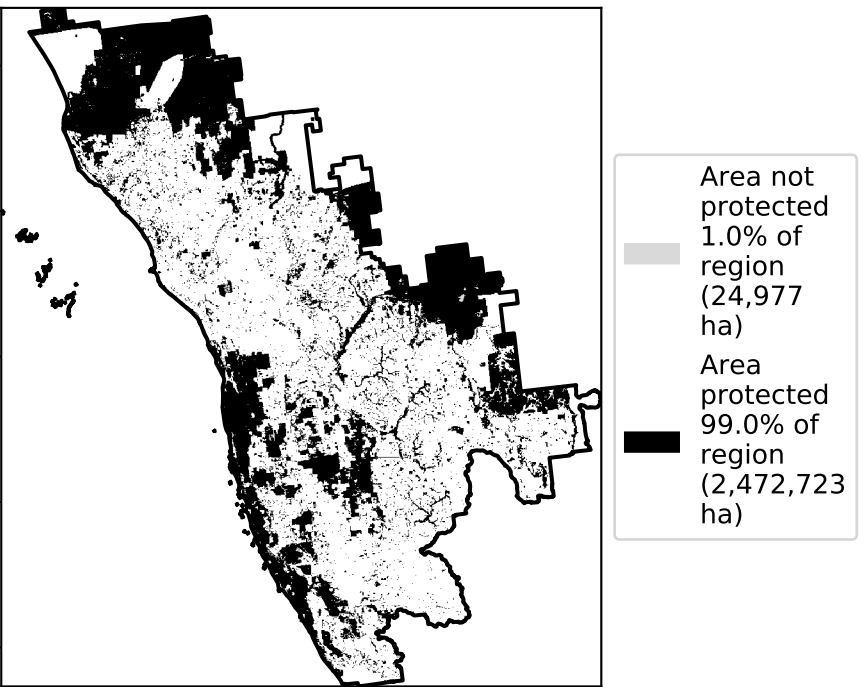 Area not
protected
1.0% of
region
(24,977
ha)
Area
protected
99.0% of
region
(2,472,723
ha)